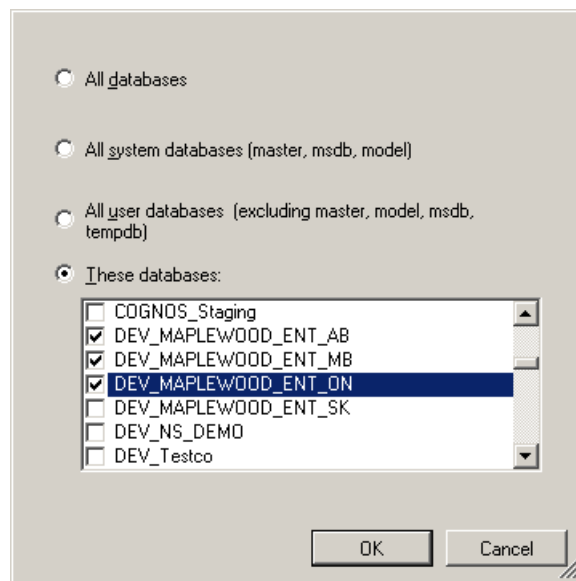 All databases
All system databases (master, msdb, model)
All user databases (excluding master, model, msdb,
tempdb)
These databases:
COGNOS_Staging
DEV_MAPLEWOOD_ENT_AB
DEV_MAPLEWOOD_ENT_MB
DEV_MAPLEWOOD_ENT_ON
DEV_MAPLEWOOD_ENT_SK
DEV_NS_DEMO
DEV_Testco
OK Cancel